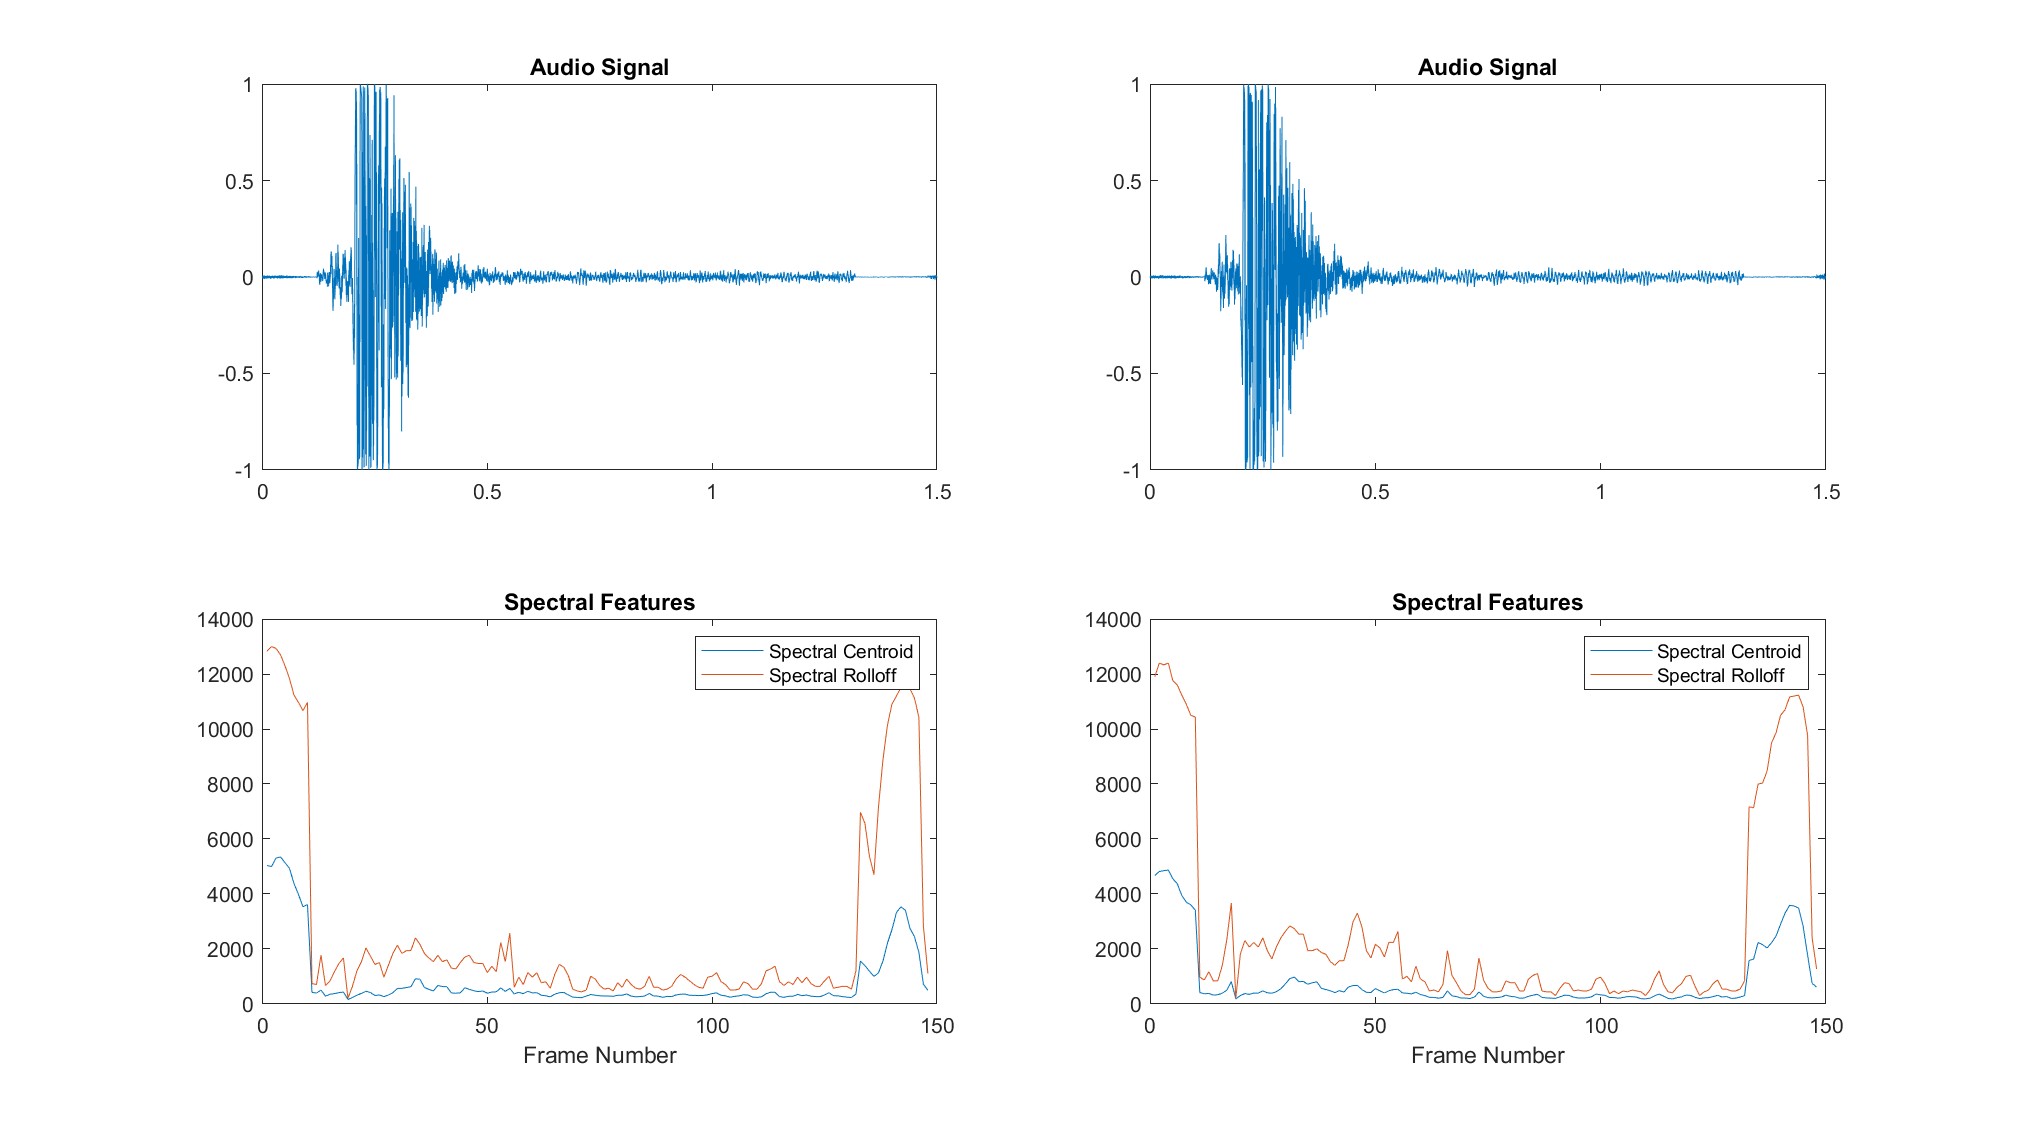 Audio Signal
1
0.5
0
-0.5
-1
0 0.5 1 1.5
Audio Signal
1
0.5
0
-0.5
-1
0 0.5 1 1.5
Spectral Features
14000
12000
10000
8000
6000
4000
2000
0
Spectral Centroid
Spectral Rolloff
0 50 100 150
Frame Number
Spectral Features
14000
12000
10000
8000
6000
4000
2000
0
Spectral Centroid
Spectral Rolloff
0 50 100 150
Frame Number